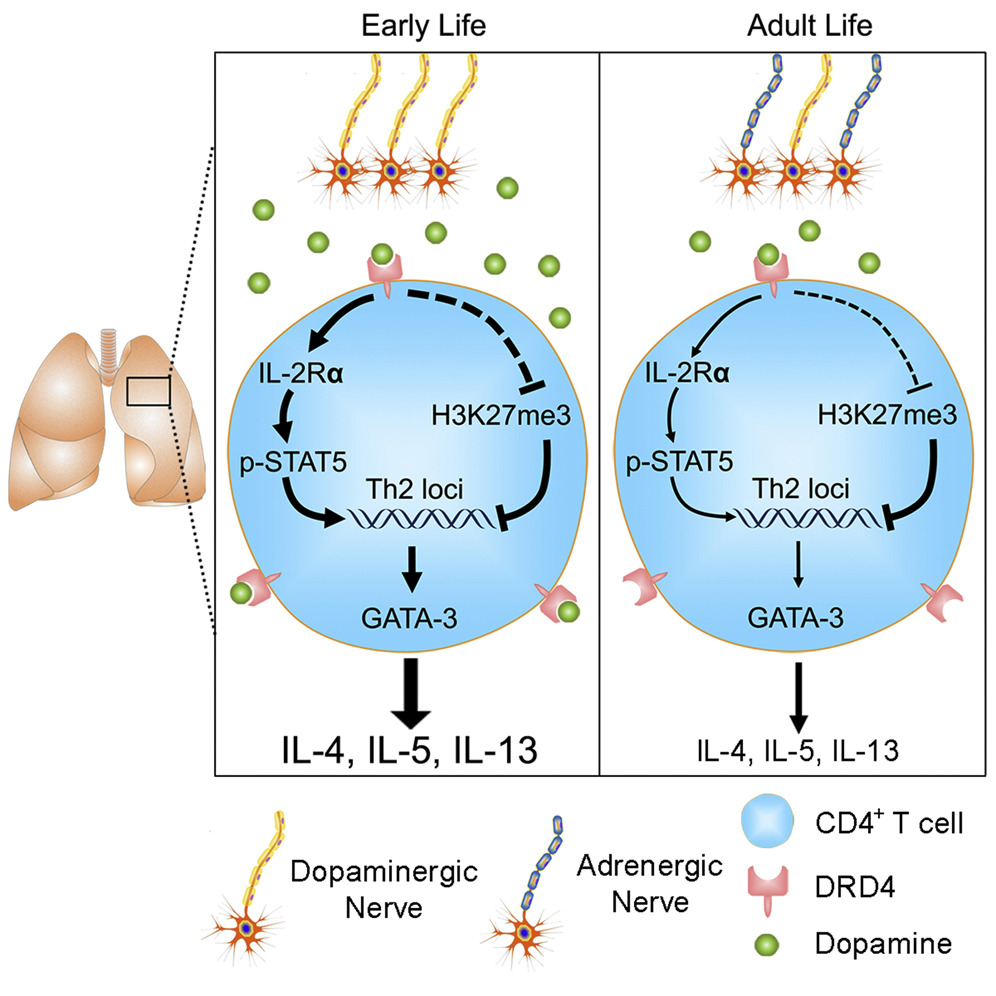 Early Life
Adult Life
IL-2Rα
H3K27me3
p-STAT5
Th2 loci
GATA-3
IL-4, IL-5, IL-13
IL-2Rα
H3K27me3
p-STAT5
Th2 loci
GATA-3
IL-4, IL-5, IL-13
Dopaminergic
Nerve
Adrenergic
Nerve
CD4⁺ T cell
DRD4
Dopamine